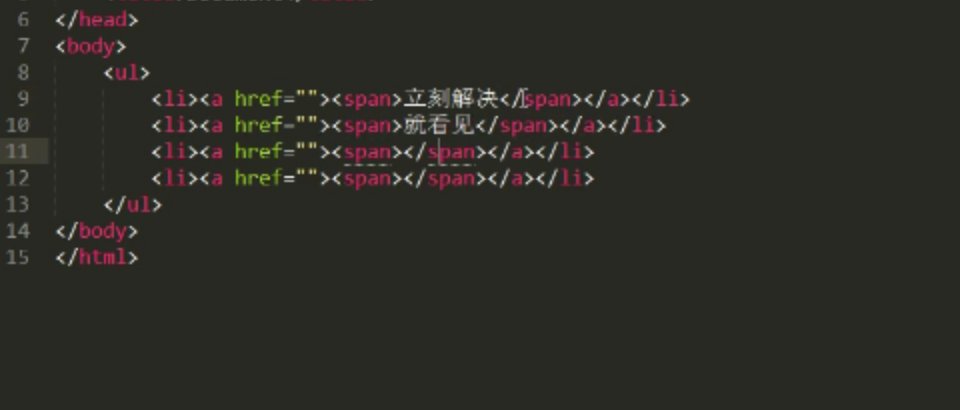 6 </head>
7 <body>
8 <ul>
9 <li><a href=""><span>立刻解决</span></a></li>
10 <li><a href=""><span>就看见</span></a></li>
11 <li><a href=""><span></span></a></li>
12 <li><a href=""><span></span></a></li>
13 </ul>
14 </body>
15 </html>